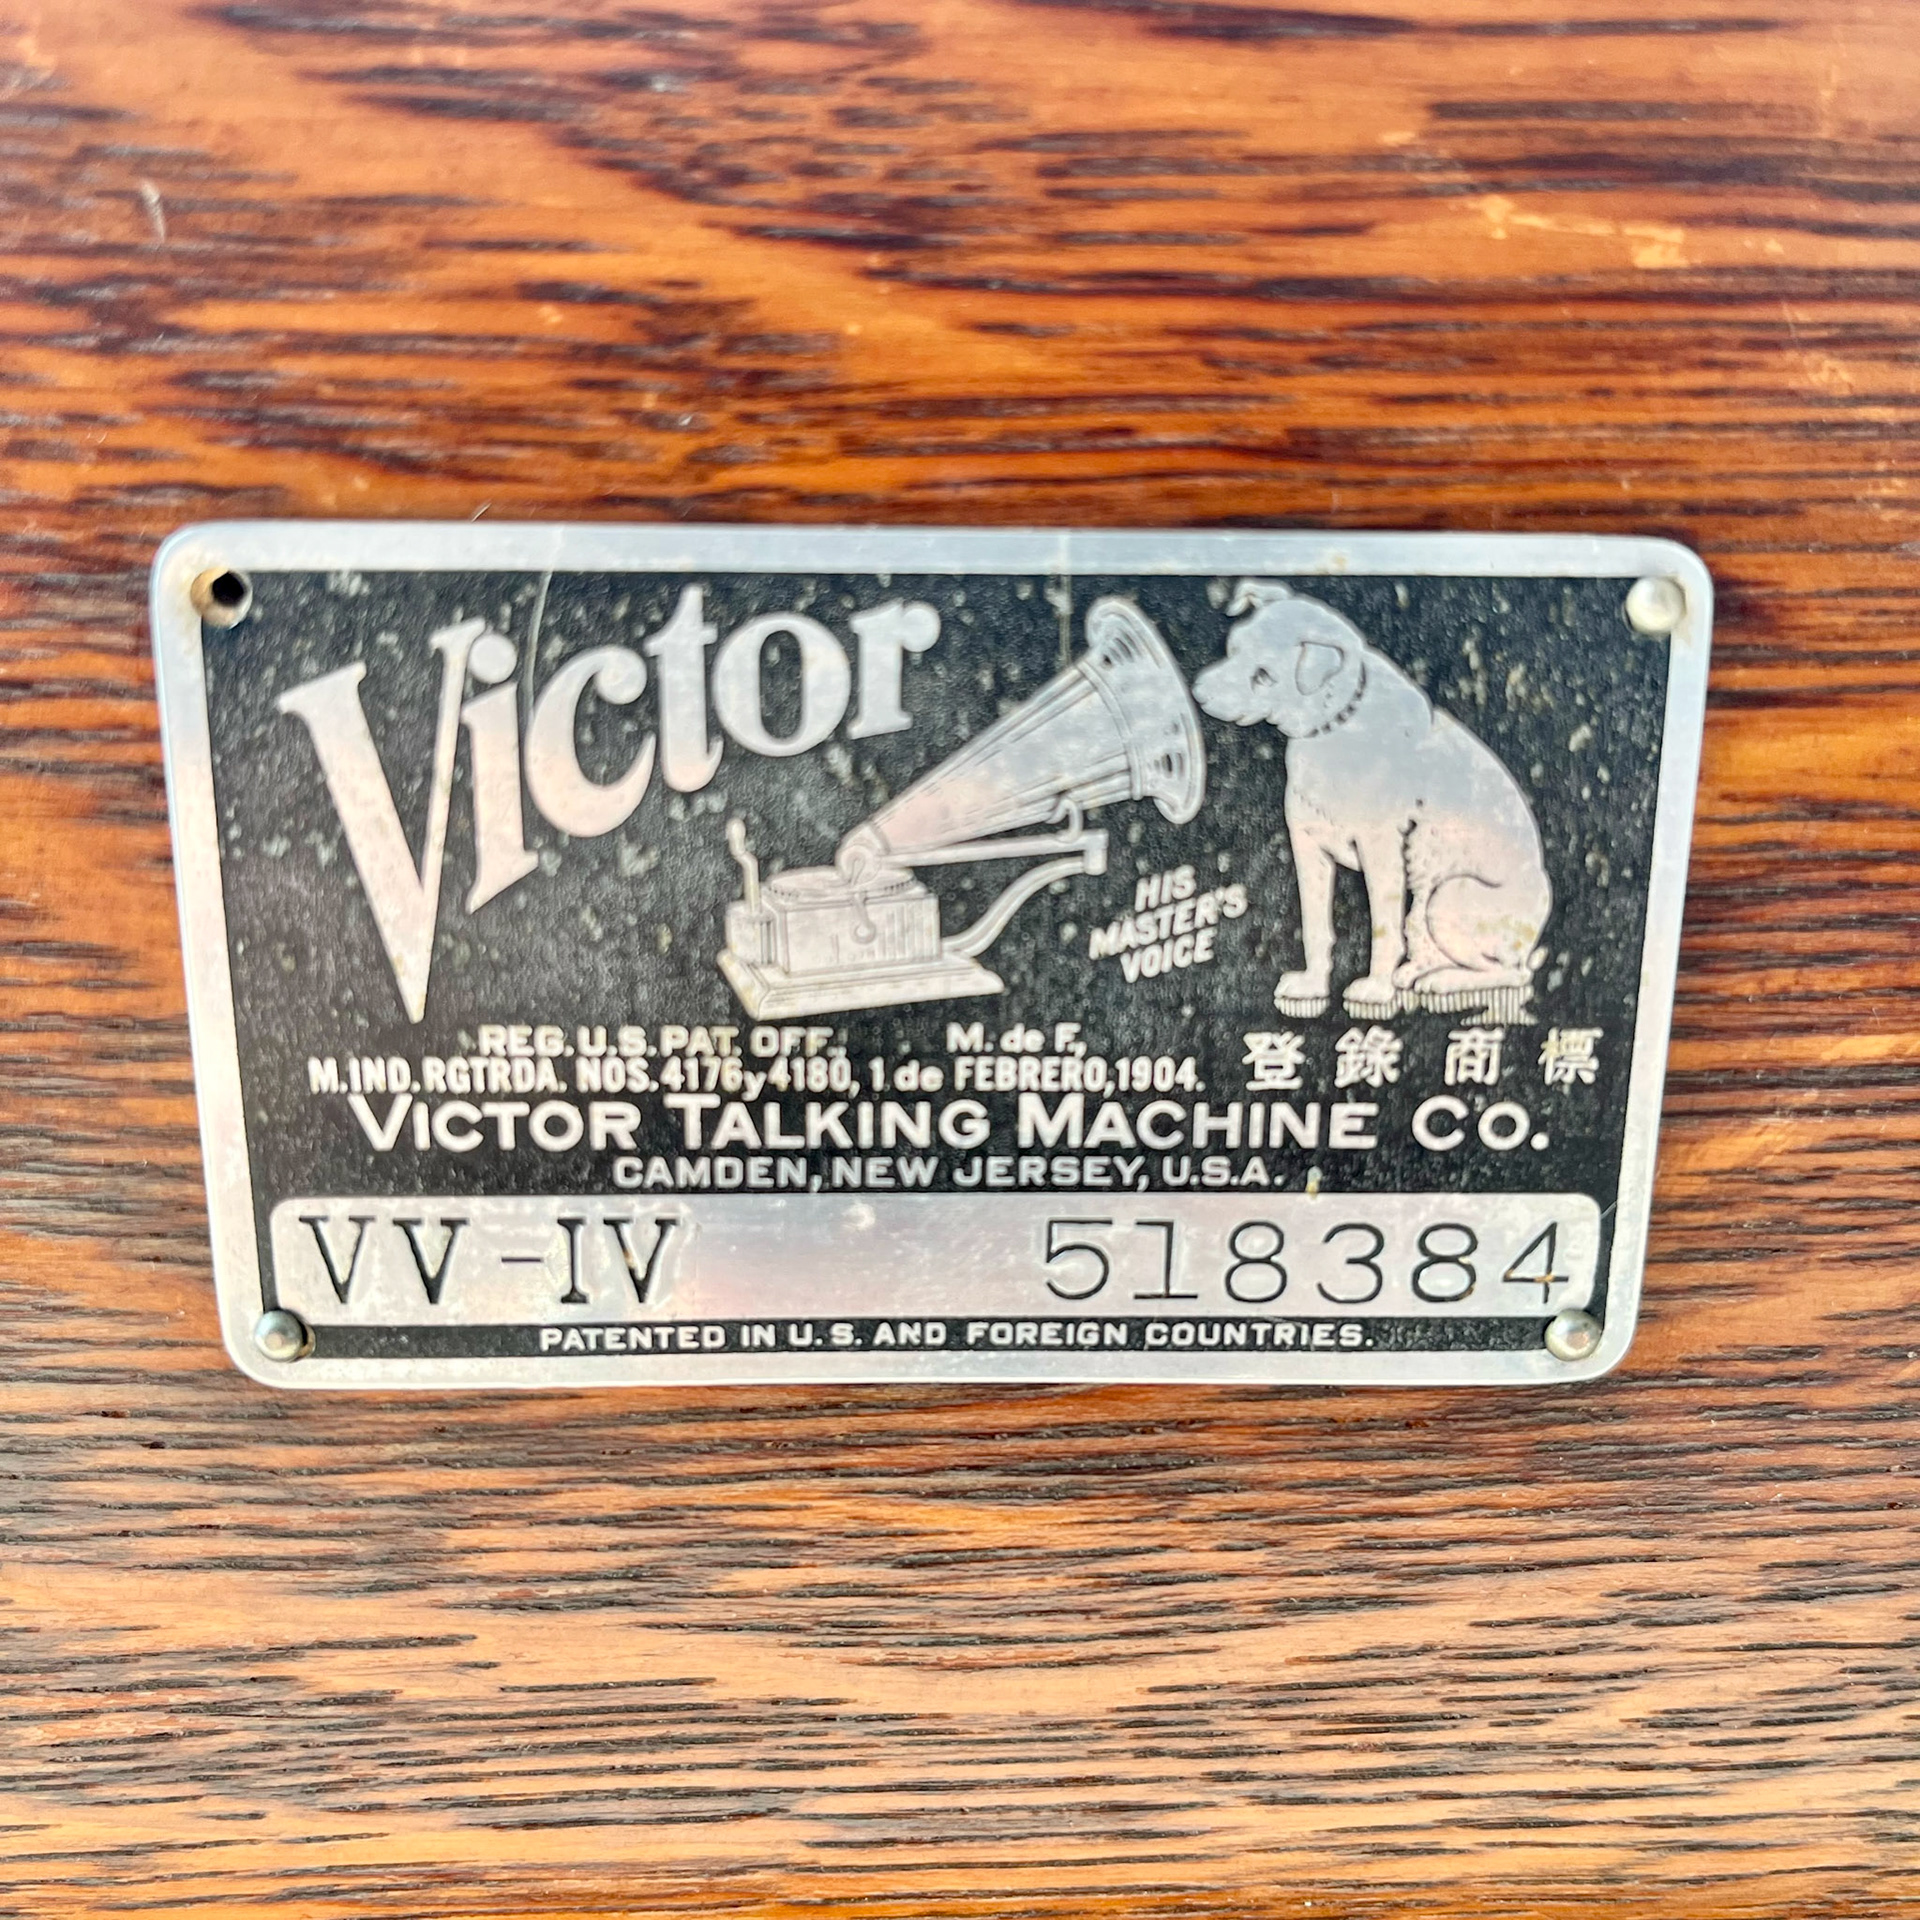 Victor
HIS
MASTER'S
VOICE
REG. U.S. PAT. OFF. M. de F.,
M. IND. RGTRDA. NOS. 4176 y 4180, 1 de FEBRERO, 1904. 登錄商標
VICTOR TALKING MACHINE CO.
CAMDEN, NEW JERSEY, U.S.A.
VV-IV 518384
PATENTED IN U.S. AND FOREIGN COUNTRIES.